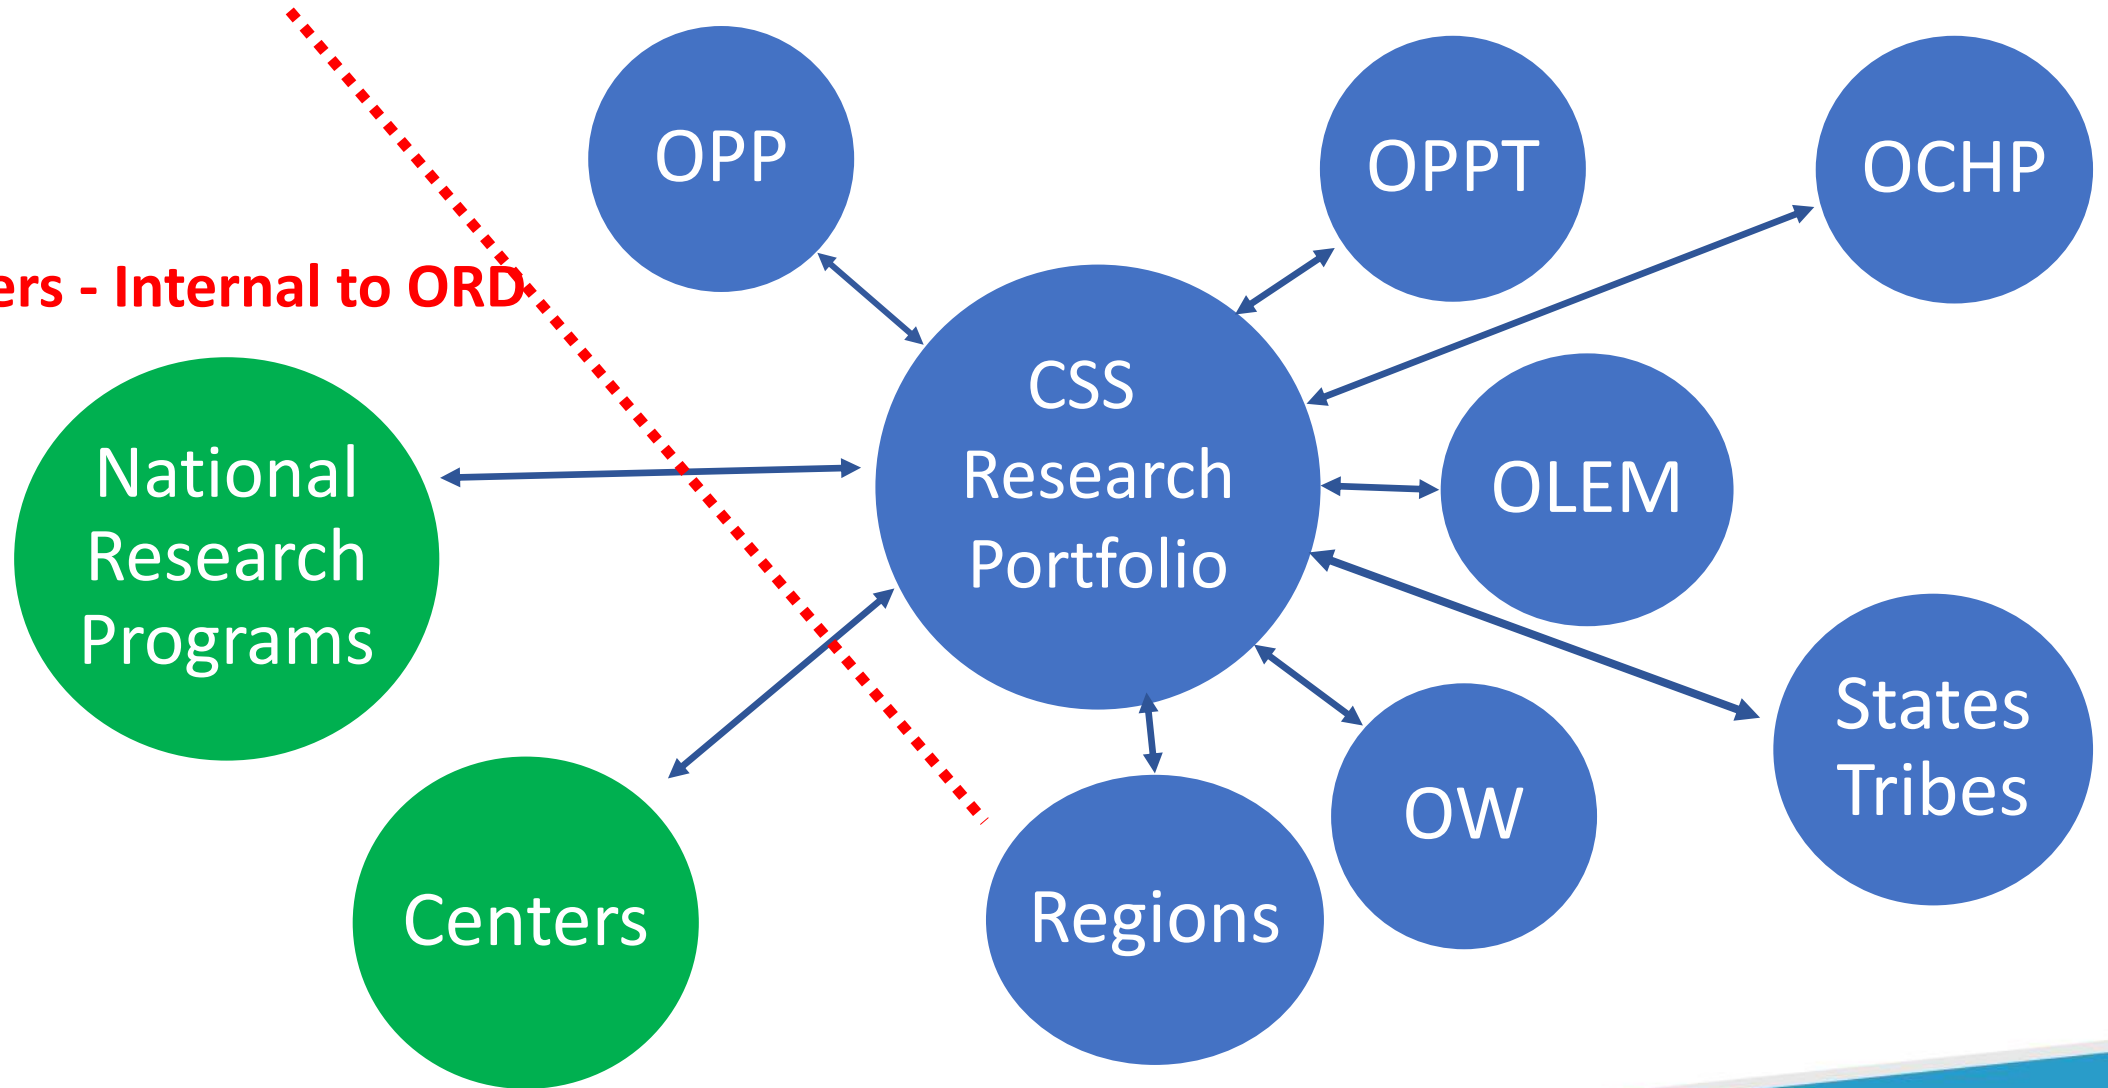 OPP
OPPT
OCHP
ers - Internal to ORD
CSS
Research
Portfolio
National
Research
Programs
OLEM
States
Tribes
OW
Centers
Regions